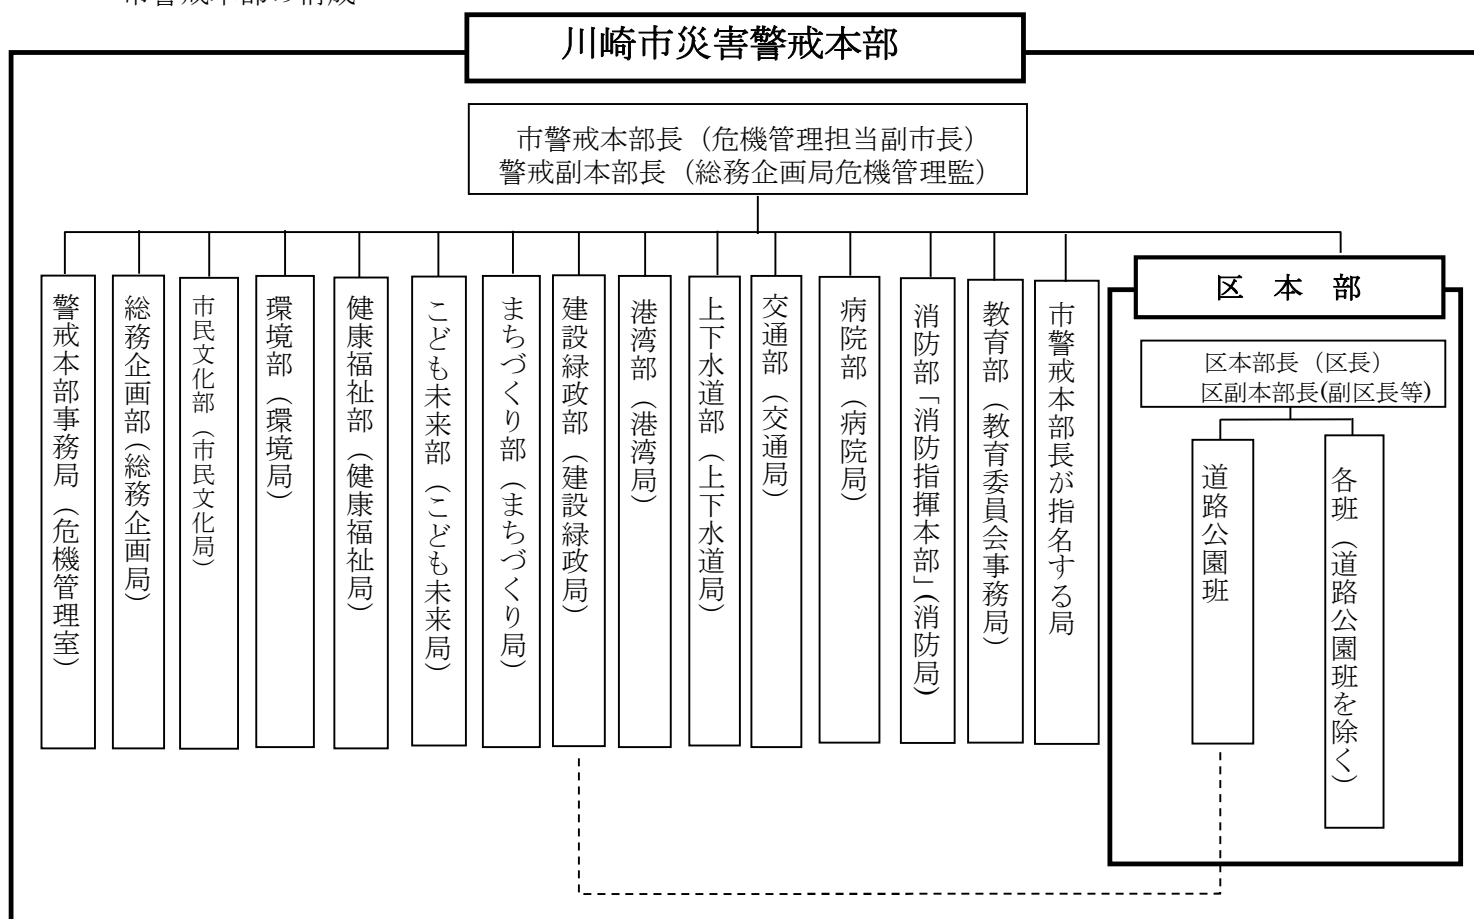 市警戒本部の構成
川崎市災害警戒本部
市警戒本部長（危機管理担当副市長）
警戒副本部長（総務企画局危機管理監）
警戒本部事務局（危機管理室）
総務企画部（総務企画局）
市民文化部（市民文化局）
環境部（環境局）
健康福祉部（健康福祉局）
こども未来部（こども未来局）
まちづくり部（まちづくり局）
建設緑政部（建設緑政局）
港湾部（港湾局）
上下水道部（上下水道局）
交通部（交通局）
病院部（病院局）
消防部「消防指揮本部」（消防局）
教育部（教育委員会事務局）
市警戒本部長が指名する局
区　本　部
区本部長（区長）
区副本部長(副区長等)
道路公園班
各班（道路公園班を除く）